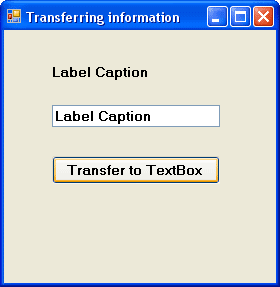 Transferring information
Label Caption
Label Caption
Transfer to TextBox